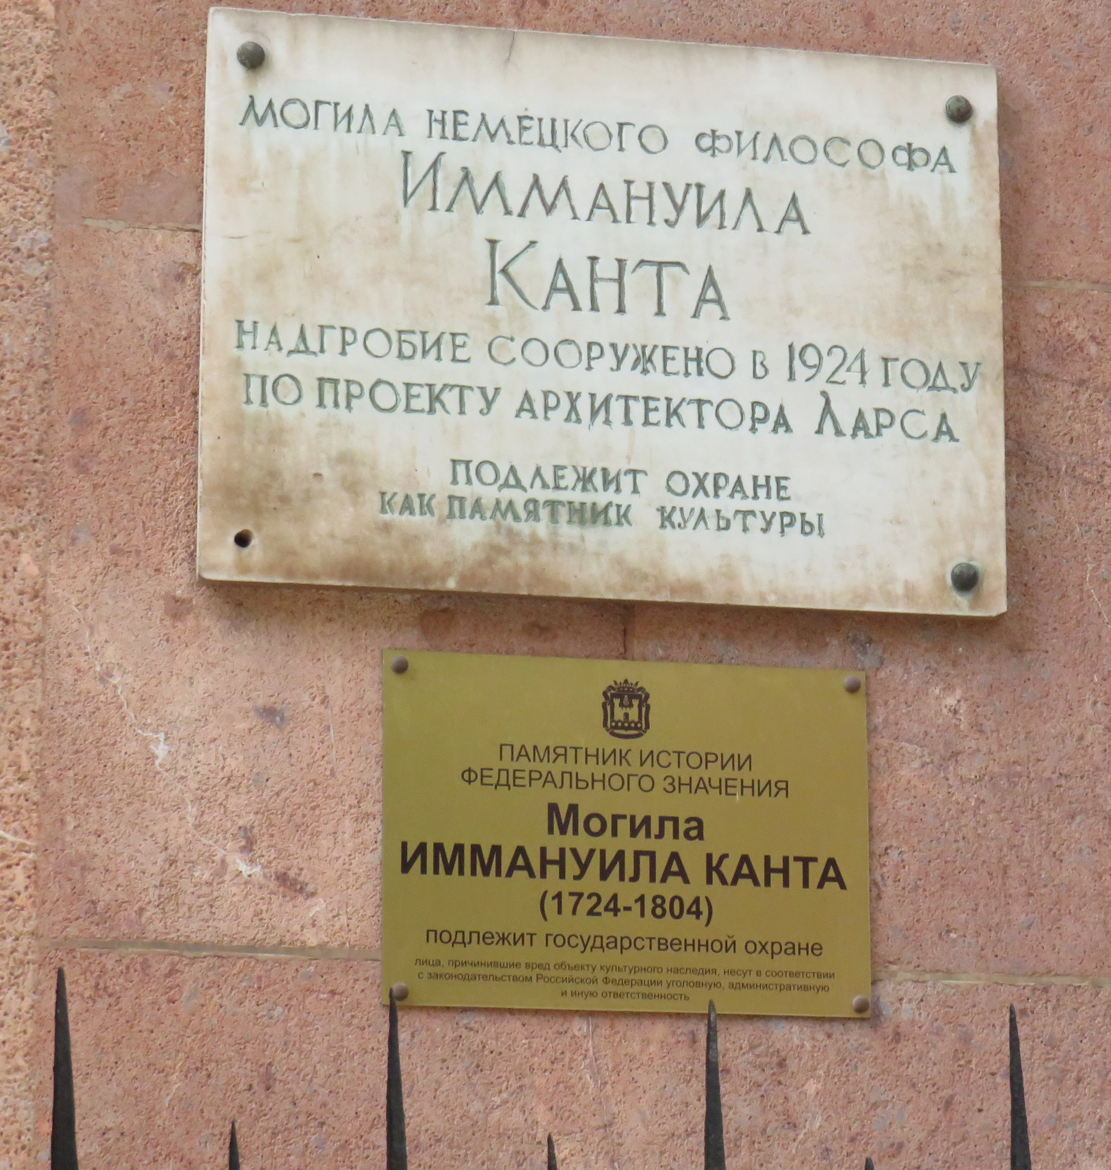 МОГИЛА НЕМЕЦКОГО ФИЛОСОФА
ИММАНУИЛА
КАНТА
НАДГРОБИЕ СООРУЖЕНО В 1924 ГОДУ
ПО ПРОЕКТУ АРХИТЕКТОРА ЛАРСА
ПОДЛЕЖИТ ОХРАНЕ
КАК ПАМЯТНИК КУЛЬТУРЫ
ПАМЯТНИК ИСТОРИИ
ФЕДЕРАЛЬНОГО ЗНАЧЕНИЯ
Могила
ИММАНУИЛА КАНТА
(1724-1804)
подлежит государственной охране
лица, причинившие вред объекту культурного наследия, несут в соответствии
с законодательством Российской Федерации уголовную, административную
и иную ответственность